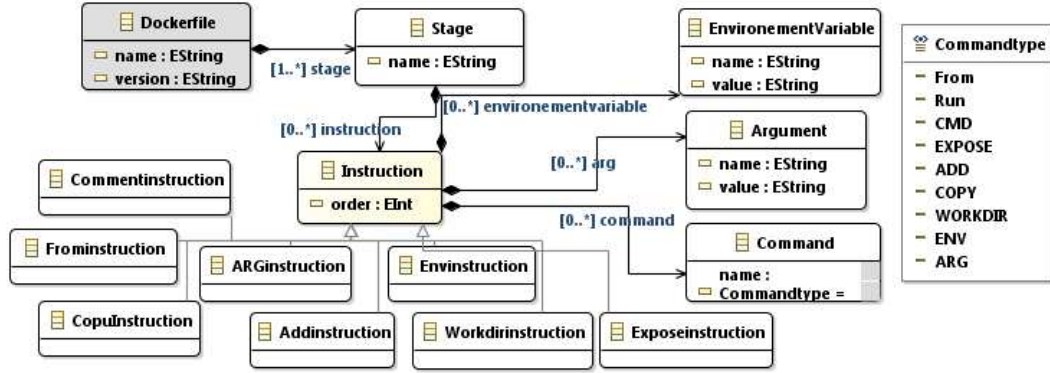 Dockerfile
name : EString
version : EString
[1..*] stage
Stage
name : EString
EnvironementVariable
name : EString
value : EString
[0..*] environementvariable
[0..*] instruction
Instruction
order : EInt
[0..*] arg
Argument
name : EString
value : EString
[0..*] command
Command
name :
Commandtype =
Commandtype
From
Run
CMD
EXPOSE
ADD
COPY
WORKDIR
ENV
ARG
Commentinstruction
Frominstruction
ARGinstruction
Envinstruction
CopuInstruction
Addinstruction
Workdirinstruction
Exposeinstruction